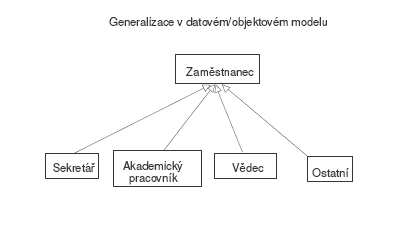 Generalizace v datovém/objektovém modelu
Zaměstnanec
Sekretář
Akademický
pracovník
Vědec
Ostatní